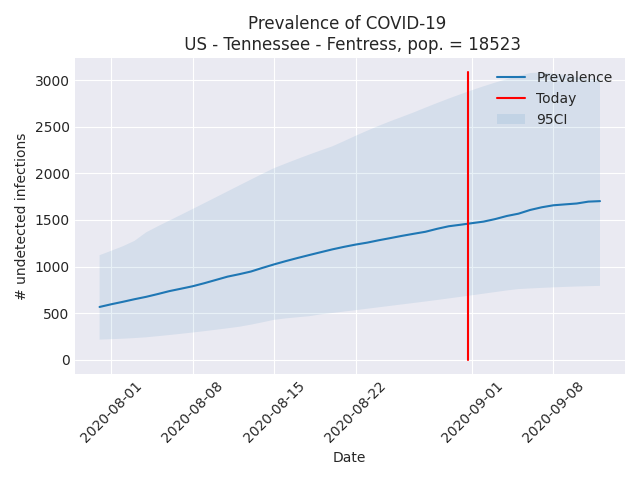 Prevalence of COVID-19
US - Tennessee - Fentress, pop. = 18523
# undetected infections
3000
2500
2000
1500
1000
500
0
Prevalence
Today
95CI
2020-08-01
2020-08-08
2020-08-15
2020-08-22
2020-09-01
2020-09-08
Date